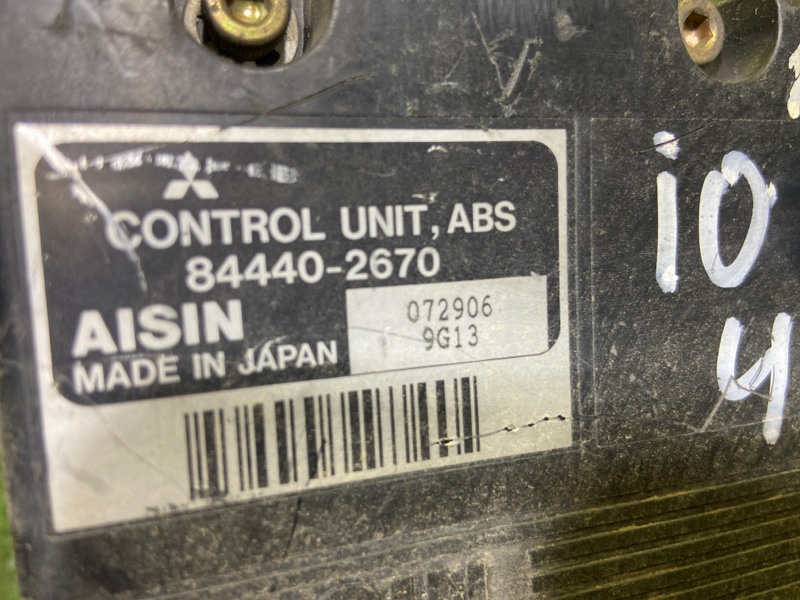 CONTROL UNIT, ABS
84440-2670
AISIN
072906
9G13
MADE IN JAPAN
10
4